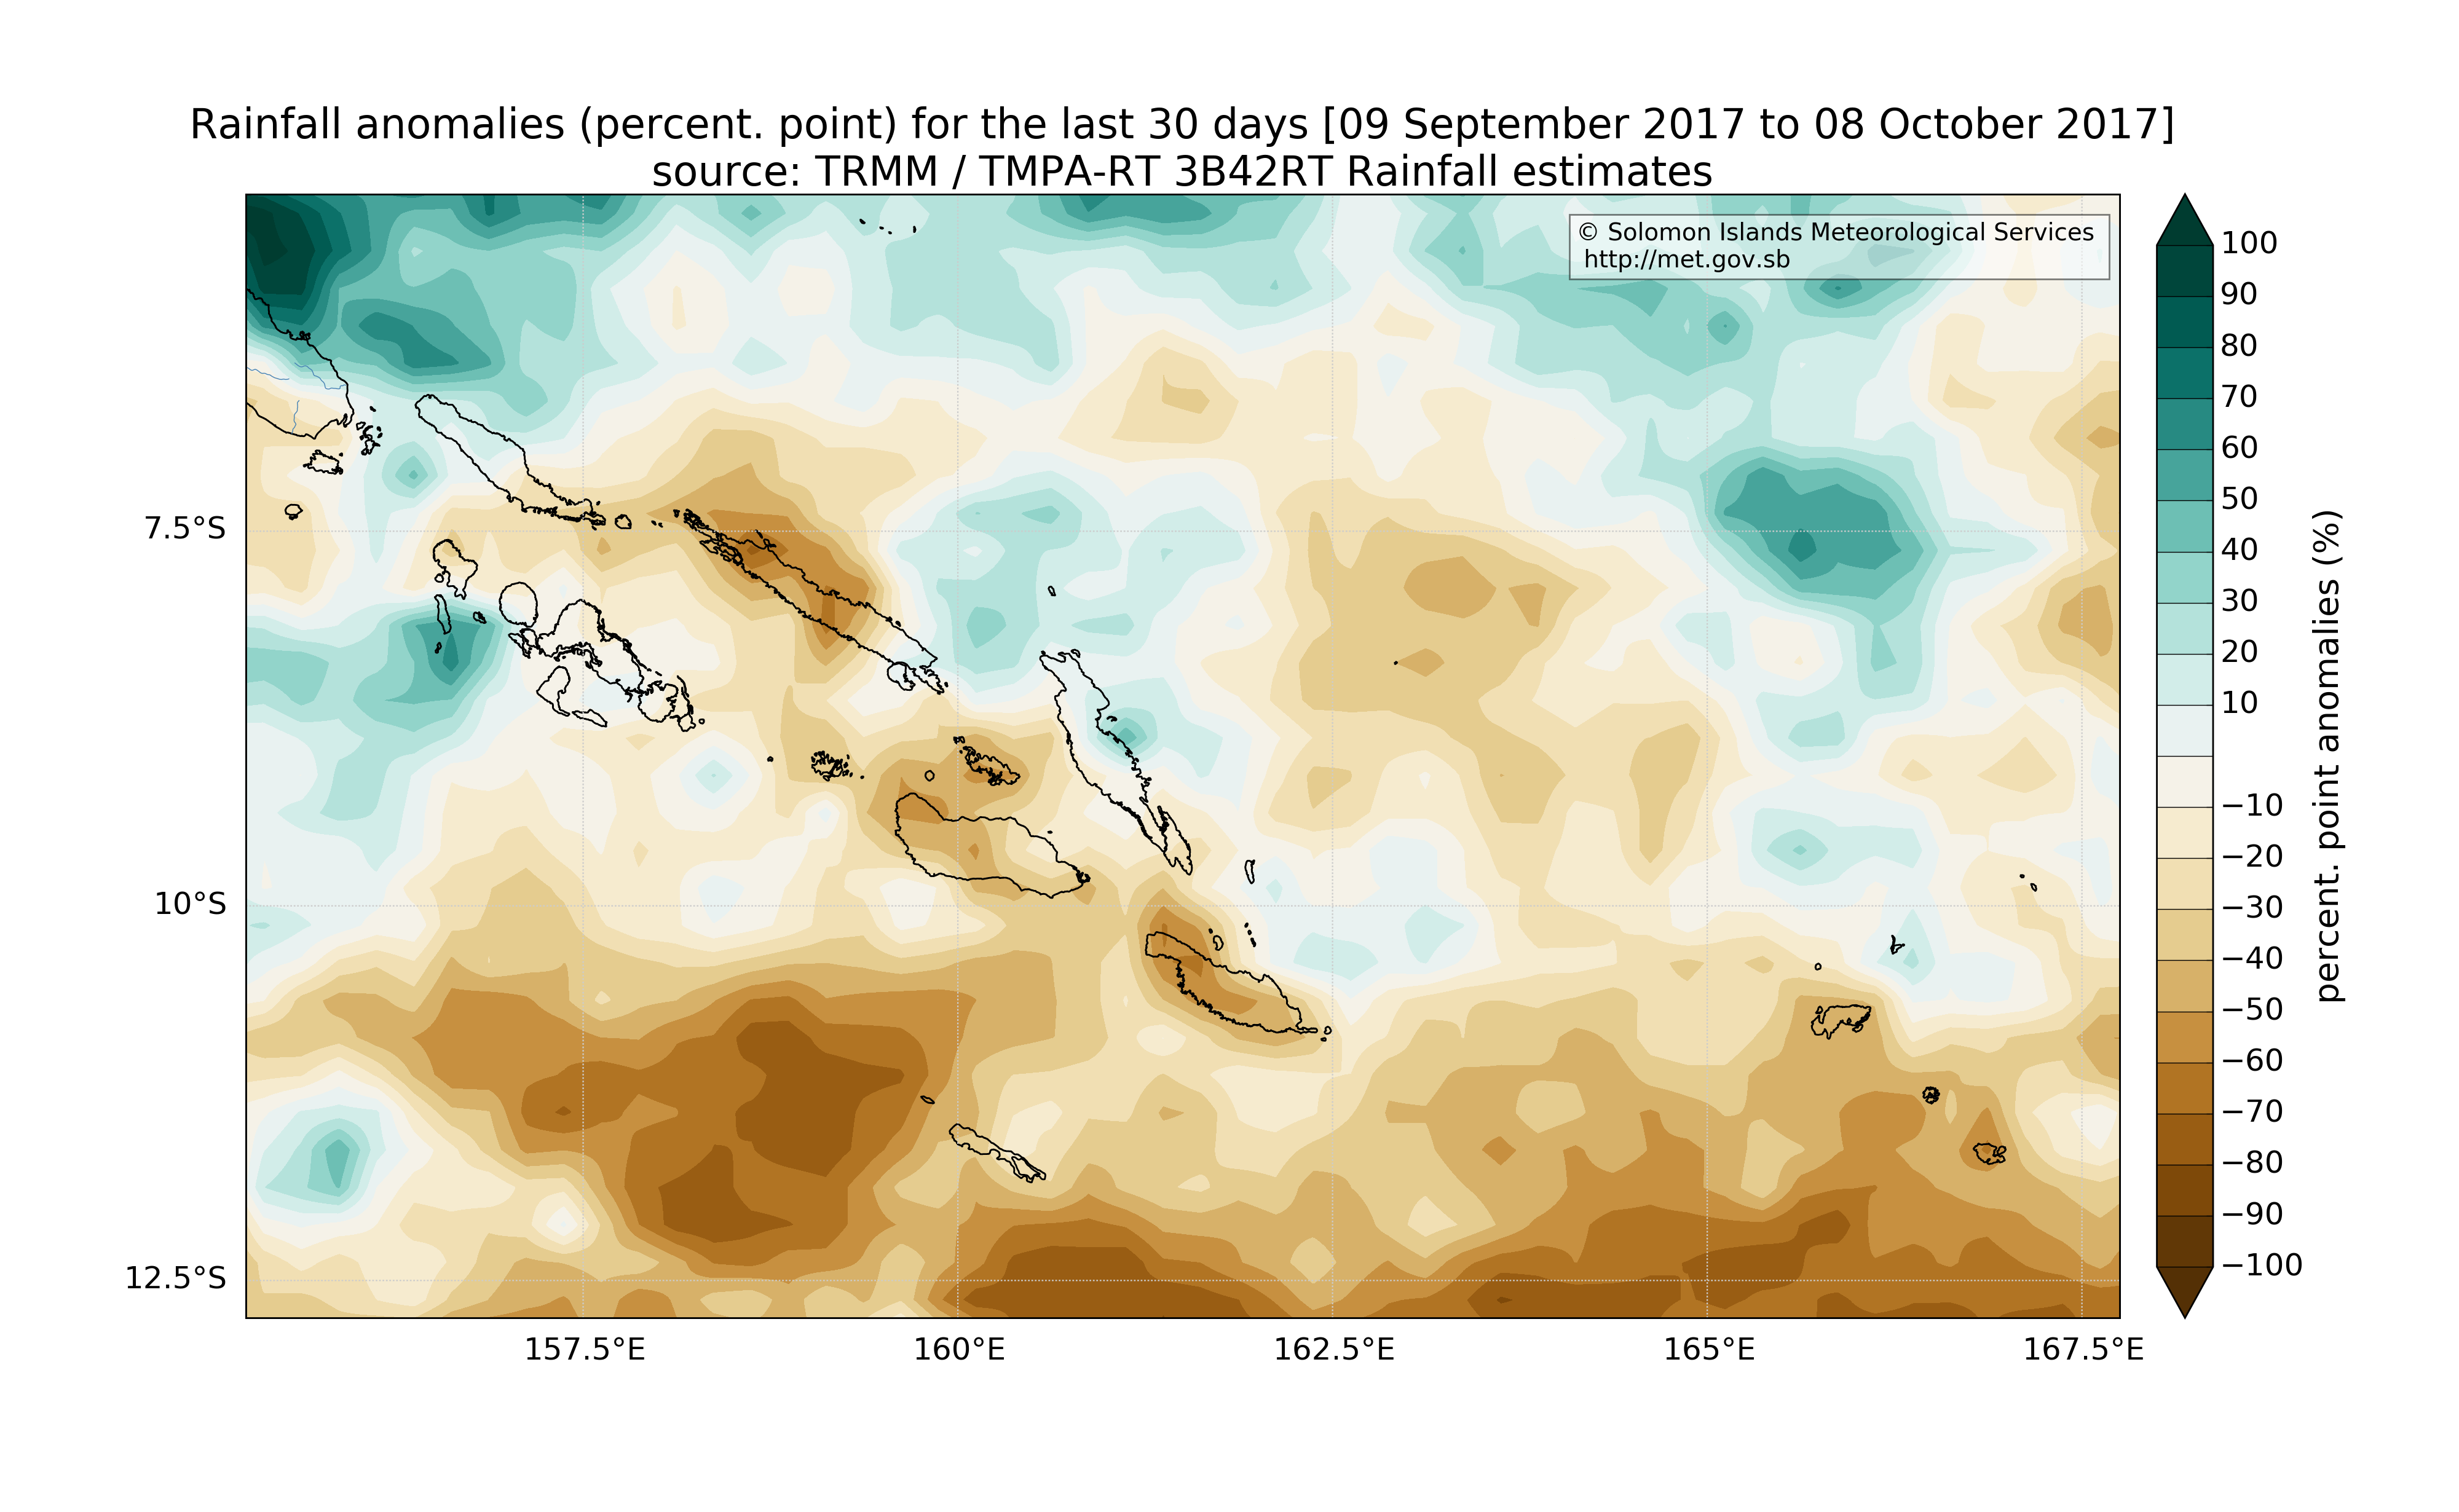 Rainfall anomalies (percent. point) for the last 30 days [09 September 2017 to 08 October 2017]
source: TRMM / TMPA-RT 3B42RT Rainfall estimates
© Solomon Islands Meteorological Services
http://met.gov.sb
7.5°S
10°S
12.5°S
157.5°E
160°E
162.5°E
165°E
167.5°E
100
90
80
70
60
50
40
30
20
10
−10
−20
−30
−40
−50
−60
−70
−80
−90
−100
percent. point anomalies (%)